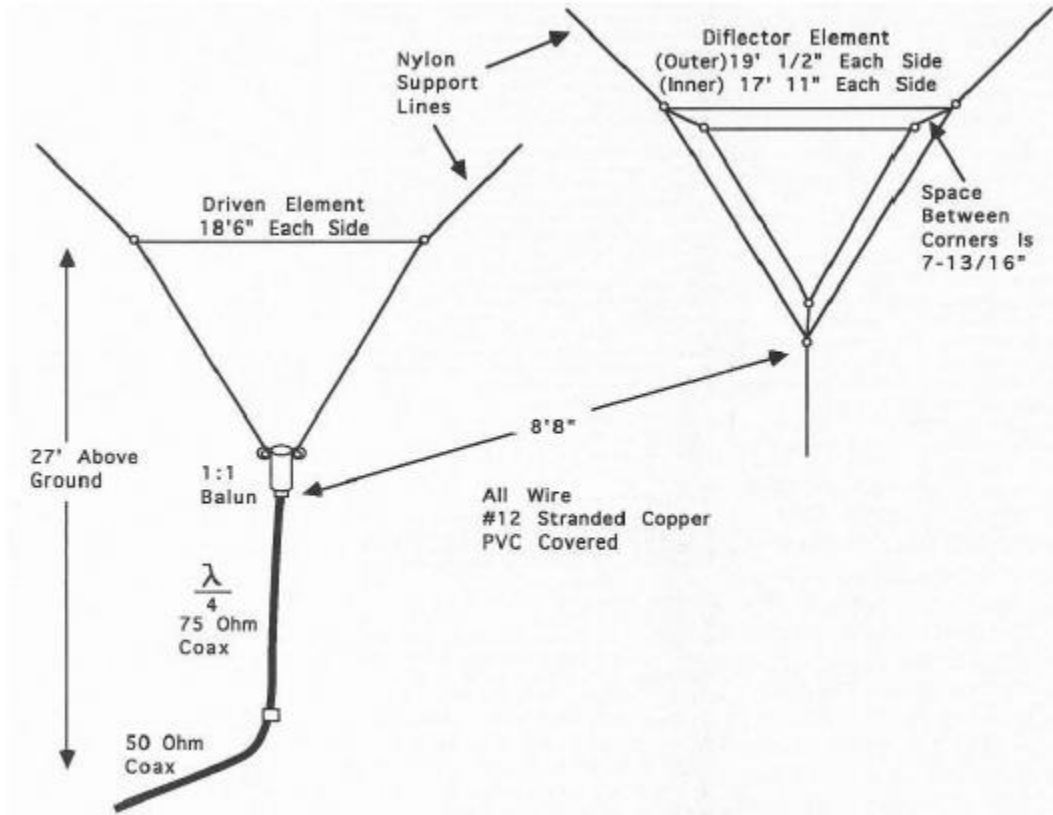 Nylon
Support
Lines
Diflector Element
(Outer)19' 1/2" Each Side
(Inner) 17' 11" Each Side
Space
Between
Corners Is
7-13/16"
Driven Element
18'6" Each Side
27' Above
Ground
1:1
Balun
8'8"
All Wire
#12 Stranded Copper
PVC Covered
λ
4
75 Ohm
Coax
50 Ohm
Coax